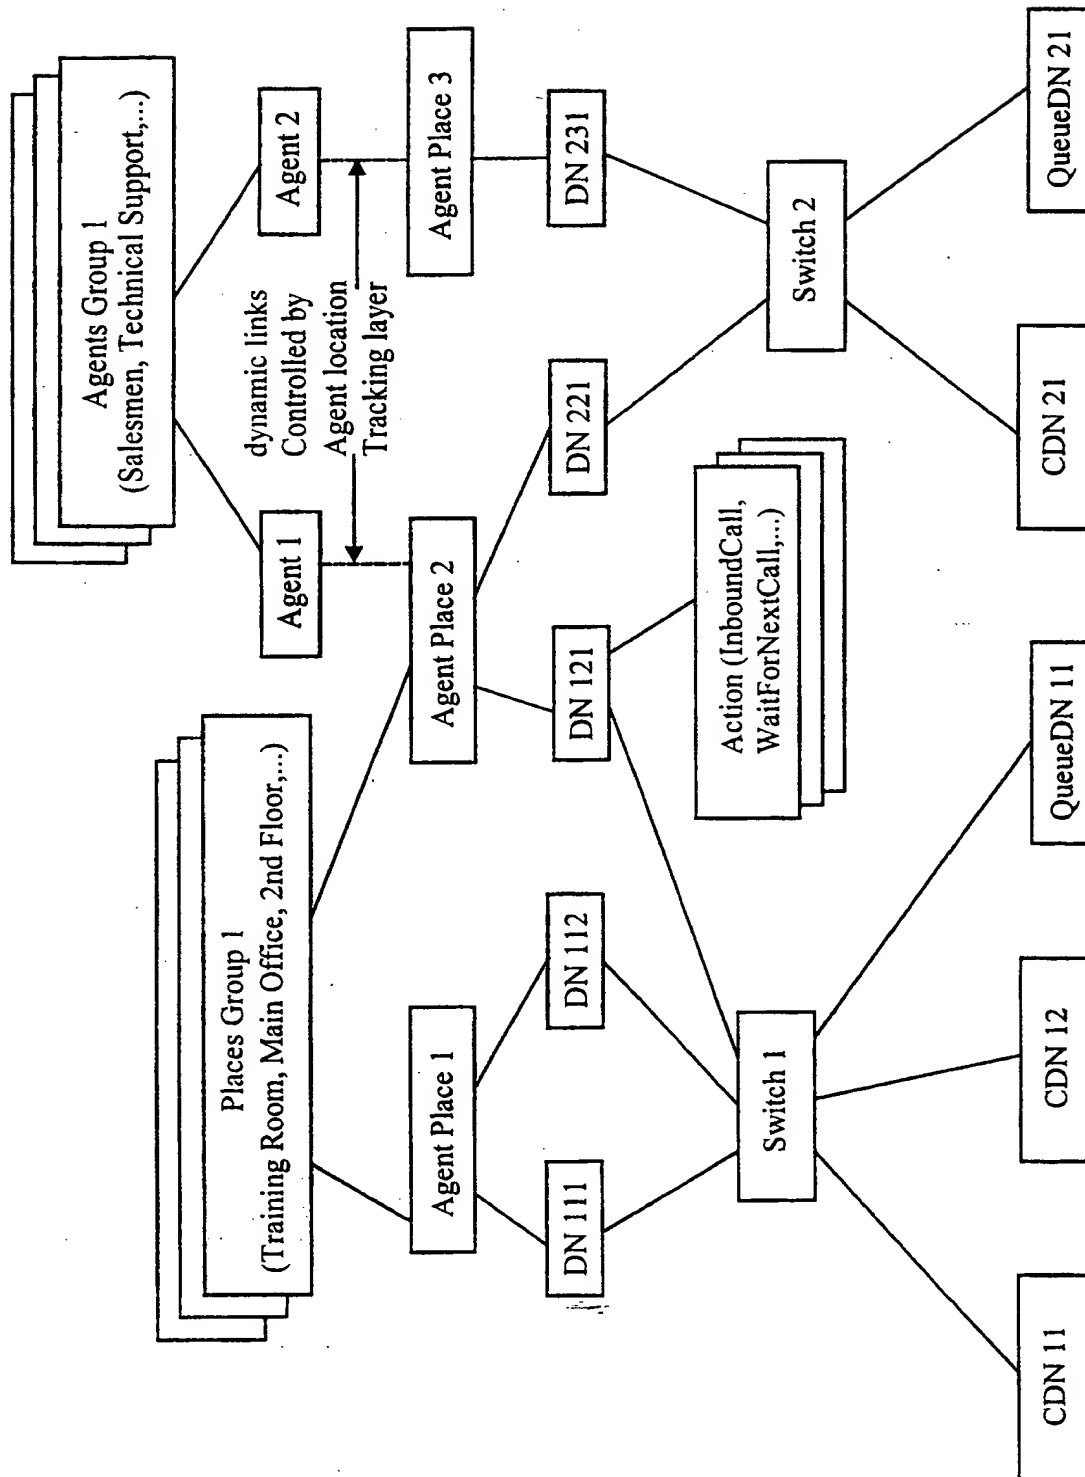 Agents Group 1
(Salesmen, Technical Support,...)
Places Group 1
(Training Room, Main Office, 2nd Floor,...)
Agent 1
Agent 2
dynamic links
Controlled by
Agent location
Tracking layer
Agent Place 1
Agent Place 2
Agent Place 3
DN 111
DN 112
DN 121
DN 221
DN 231
Action (InboundCall,
WaitForNextCall,...)
Switch 1
Switch 2
CDN 11
CDN 12
QueueDN 11
CDN 21
QueueDN 21